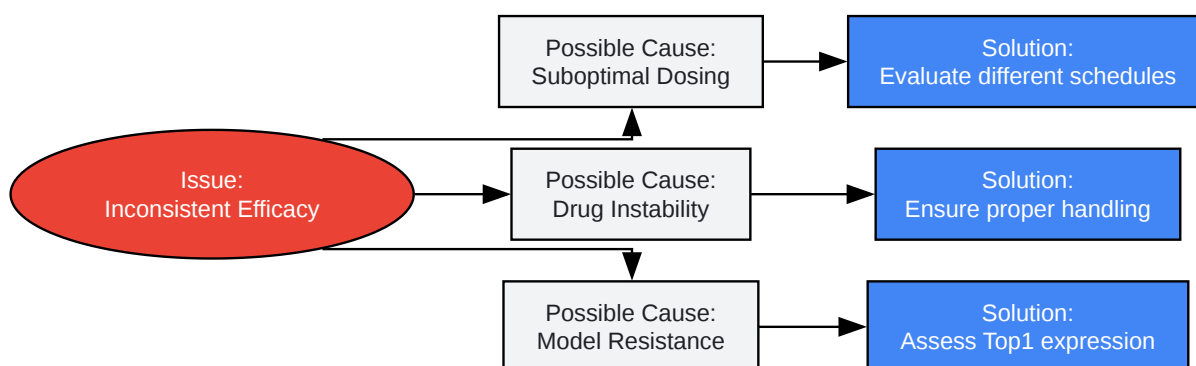 Possible Cause:
Suboptimal Dosing
Solution:
Evaluate different schedules
Issue:
Inconsistent Efficacy
Possible Cause:
Drug Instability
Solution:
Ensure proper handling
Possible Cause:
Model Resistance
Solution:
Assess Top1 expression